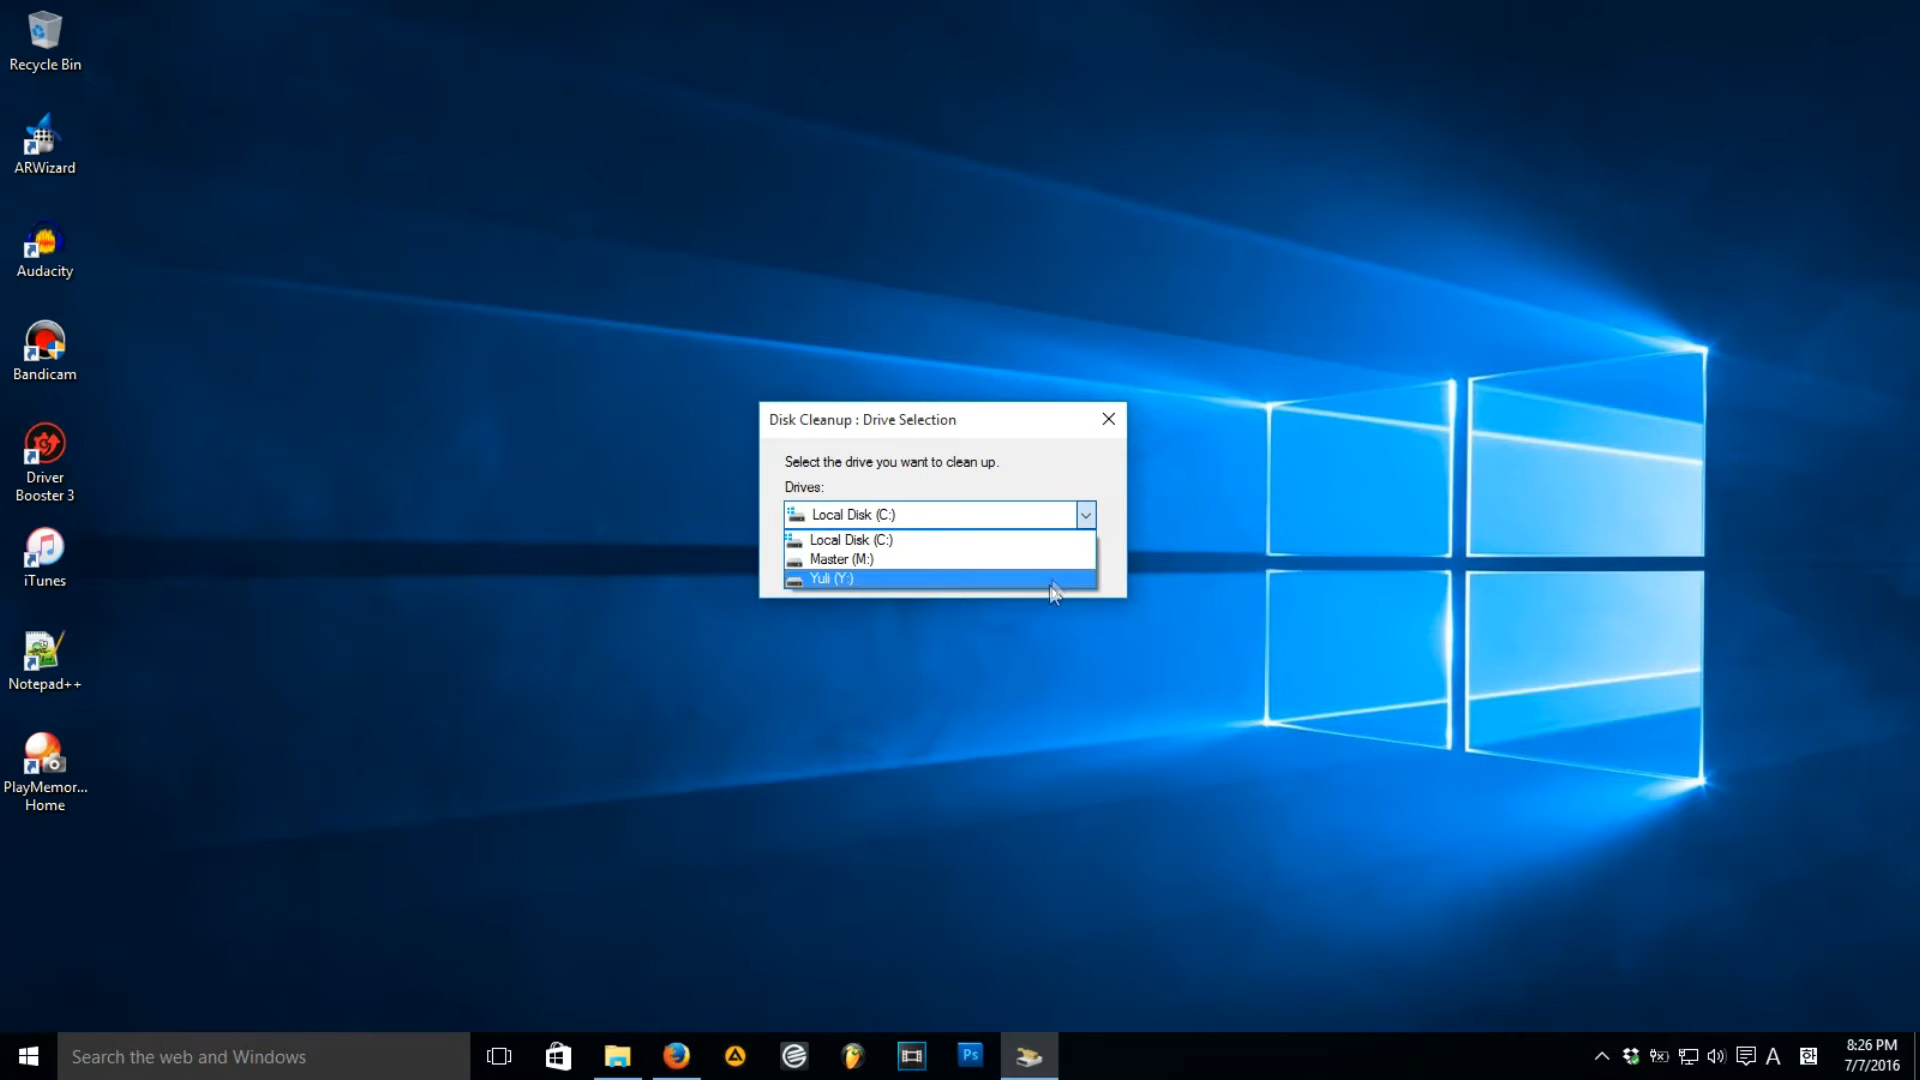 Recycle Bin
ARWizard
Audacity
Bandicam
Driver
Booster 3
iTunes
Notepad++
PlayMemor...
Home
Disk Cleanup : Drive Selection
Select the drive you want to clean up.
Drives:
Local Disk (C:)
Local Disk (C:)
Master (M:)
Yuli (Y:)
Search the web and Windows
Ps
A
한
8:26 PM
7/7/2016